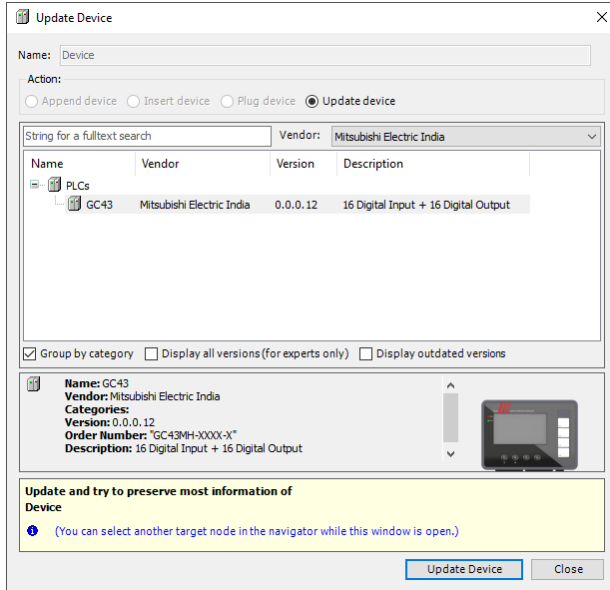 Update Device
Name: Device
Action:
Append device Insert device Plug device Update device
String for a fulltext search Vendor: Mitsubishi Electric India
Name Vendor Version Description
PLCs
GC43 Mitsubishi Electric India 0.0.0.12 16 Digital Input + 16 Digital Output
Group by category Display all versions (for experts only) Display outdated versions
Name: GC43
Vendor: Mitsubishi Electric India
Categories:
Version: 0.0.0.12
Order Number: "GC43MH-XXXX-X"
Description: 16 Digital Input + 16 Digital Output
Update and try to preserve most information of
Device
(You can select another target node in the navigator while this window is open.)
Update Device Close